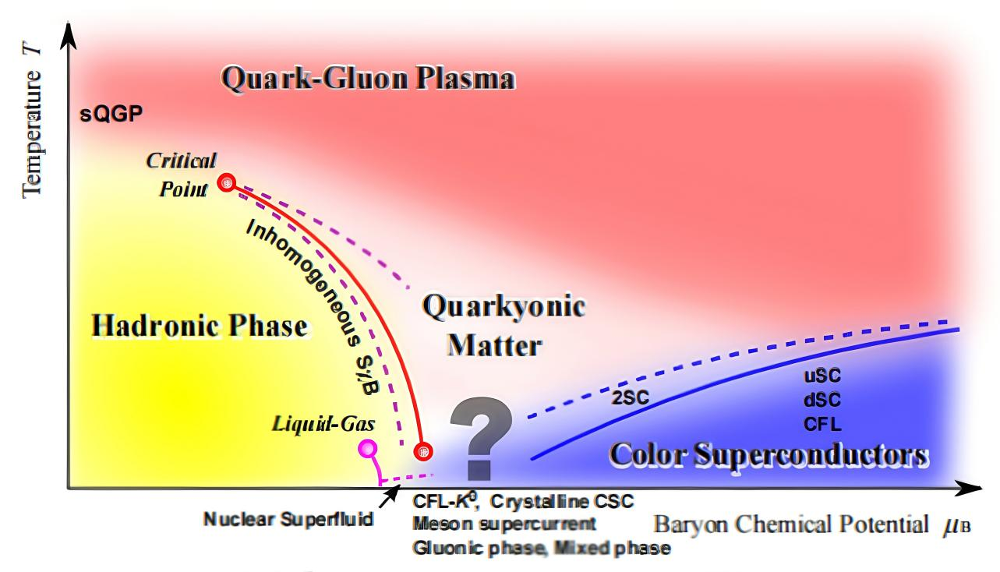 Quark-Gluon Plasma
Temperature T
sQGP
Critical
Point
Inhomogeneous SχB
Quarkyonic
Matter
Hadronic Phase
uSC
dSC
CFL
2SC
Liquid-Gas
?
Color Superconductors
Nuclear Superfluid
CFL-K⁰, Crystalline CSC
Meson supercurrent
Gluonic phase, Mixed phase
Baryon Chemical Potential μB